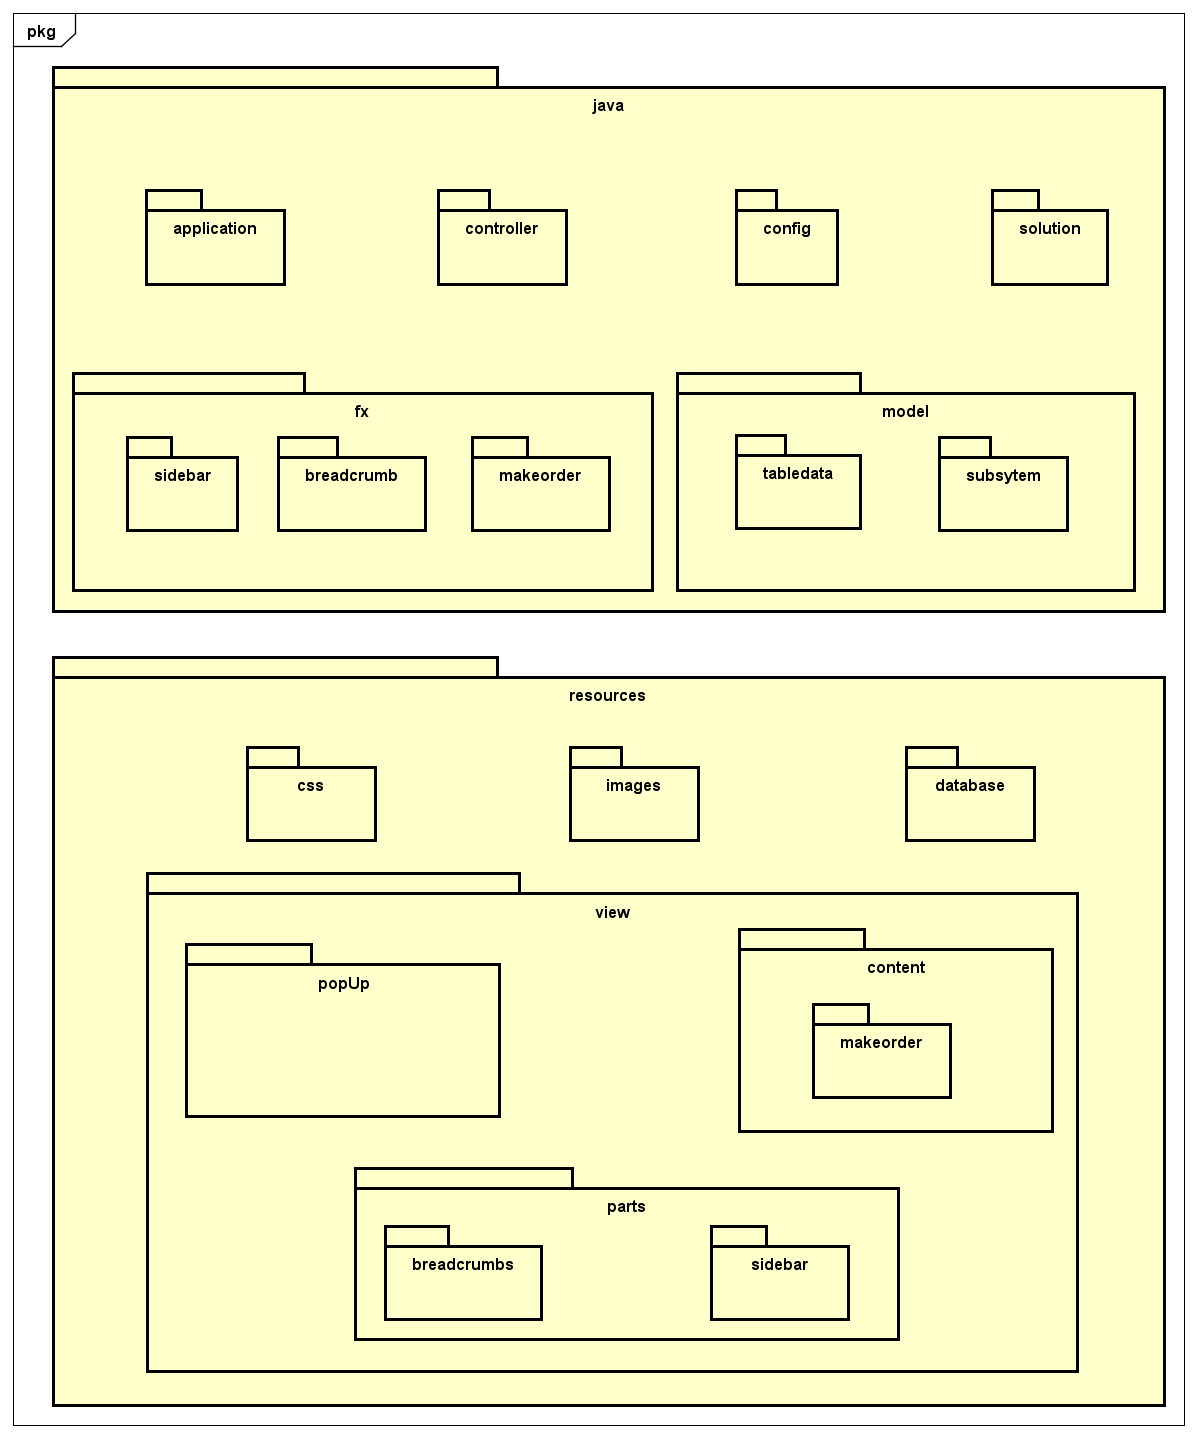 pkg
java
application
controller
config
solution
fx
model
sidebar
breadcrumb
makeorder
tabledata
subsytem
resources
css
images
database
view
popUp
content
makeorder
parts
breadcrumbs
sidebar